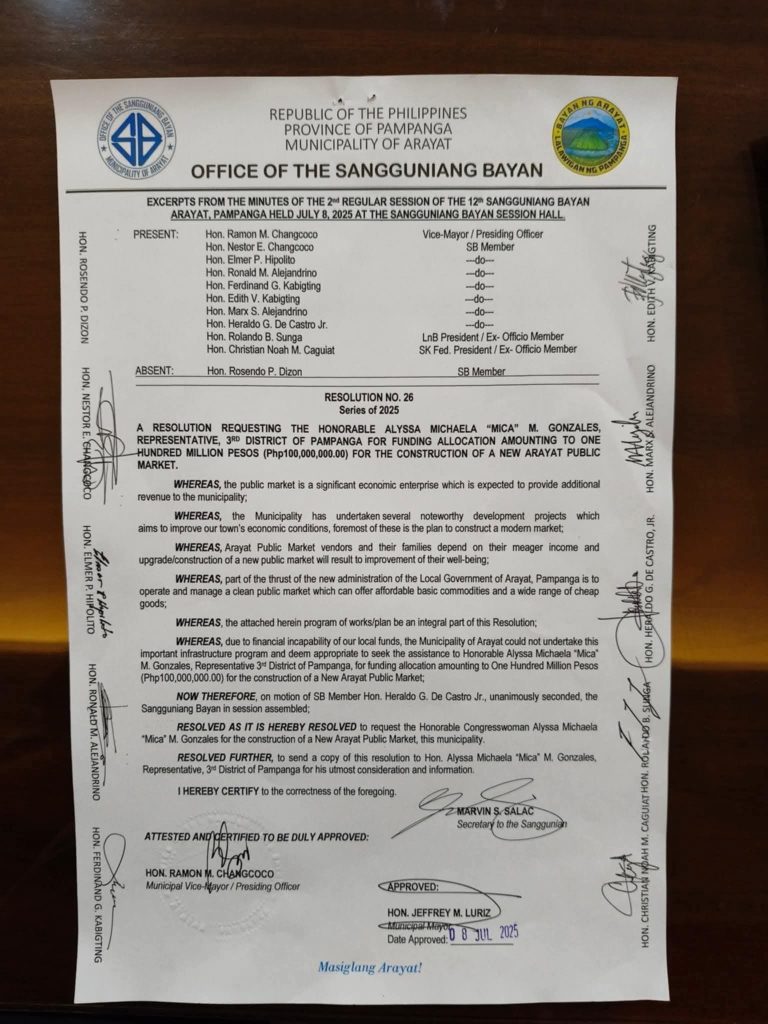 OFFICE OF THE SANGGUNIANG BAYAN
SB
MUNICIPALITY OF ARAYAT
REPUBLIC OF THE PHILIPPINES
PROVINCE OF PAMPANGA
MUNICIPALITY OF ARAYAT
OFFICE OF THE SANGGUNIANG BAYAN
BAYAN NG ARAYAT
LALAWIGAN NG PAMPANGA
EXCERPTS FROM THE MINUTES OF THE 2nd REGULAR SESSION OF THE 12th SANGGUNIANG BAYAN
ARAYAT, PAMPANGA HELD JULY 8, 2025 AT THE SANGGUNIANG BAYAN SESSION HALL.
PRESENT: Hon. Ramon M. Changcoco Vice-Mayor / Presiding Officer
Hon. Nestor E. Changcoco SB Member
Hon. Elmer P. Hipolito ---do---
Hon. Ronald M. Alejandrino ---do---
Hon. Ferdinand G. Kabigting ---do---
Hon. Edith V. Kabigting ---do---
Hon. Marx S. Alejandrino ---do---
Hon. Heraldo G. De Castro Jr. ---do---
Hon. Rolando B. Sunga LnB President / Ex- Officio Member
Hon. Christian Noah M. Caguiat SK Fed. President / Ex- Officio Member
ABSENT: Hon. Rosendo P. Dizon SB Member
RESOLUTION NO. 26
Series of 2025
A RESOLUTION REQUESTING THE HONORABLE ALYSSA MICHAELA “MICA” M. GONZALES,
REPRESENTATIVE, 3RD DISTRICT OF PAMPANGA FOR FUNDING ALLOCATION AMOUNTING TO ONE
HUNDRED MILLION PESOS (Php100,000,000.00) FOR THE CONSTRUCTION OF A NEW ARAYAT PUBLIC
MARKET.
WHEREAS, the public market is a significant economic enterprise which is expected to provide additional
revenue to the municipality;
WHEREAS, the Municipality has undertaken several noteworthy development projects which
aims to improve our town's economic conditions, foremost of these is the plan to construct a modern market;
WHEREAS, Arayat Public Market vendors and their families depend on their meager income and
upgrade/construction of a new public market will result to improvement of their well-being;
WHEREAS, part of the thrust of the new administration of the Local Government of Arayat, Pampanga is to
operate and manage a clean public market which can offer affordable basic commodities and a wide range of cheap
goods;
WHEREAS, the attached herein program of works/plan be an integral part of this Resolution;
WHEREAS, due to financial incapability of our local funds, the Municipality of Arayat could not undertake this
important infrastructure program and deem appropriate to seek the assistance to Honorable Alyssa Michaela “Mica”
M. Gonzales, Representative 3rd District of Pampanga, for funding allocation amounting to One Hundred Million Pesos
(Php100,000,000.00) for the construction of a New Arayat Public Market;
NOW THEREFORE, on motion of SB Member Hon. Heraldo G. De Castro Jr., unanimously seconded, the
Sangguniang Bayan in session assembled;
RESOLVED AS IT IS HEREBY RESOLVED to request the Honorable Congresswoman Alyssa Michaela
“Mica” M. Gonzales for the construction of a New Arayat Public Market, this municipality.
RESOLVED FURTHER, to send a copy of this resolution to Hon. Alyssa Michaela “Mica” M. Gonzales,
Representative, 3rd District of Pampanga for his utmost consideration and information.
I HEREBY CERTIFY to the correctness of the foregoing.
MARVIN S. SALAC
Secretary to the Sanggunian
ATTESTED AND CERTIFIED TO BE DULY APPROVED:
HON. RAMON M. CHANGCOCO
Municipal Vice-Mayor / Presiding Officer
APPROVED:
HON. JEFFREY M. LURIZ
Municipal Mayor
Date Approved: 08 JUL 2025
Masiglang Arayat!
HON. ROSENDO P. DIZON
HON. NESTOR E. CHANGCOCO
HON. ELMER P. HIPOLITO
Elmer P Hipolito
HON. RONALD M. ALEJANDRINO
HON. FERDINAND G. KABIGTING
HON. EDITH V. KABIGTING
HON. MARX S. ALEJANDRINO
HON. HERALDO G. DE CASTRO, JR.
HON. ROLANDO B. SUNGA
HON. CHRISTIAN NOAH M. CAGUIAT